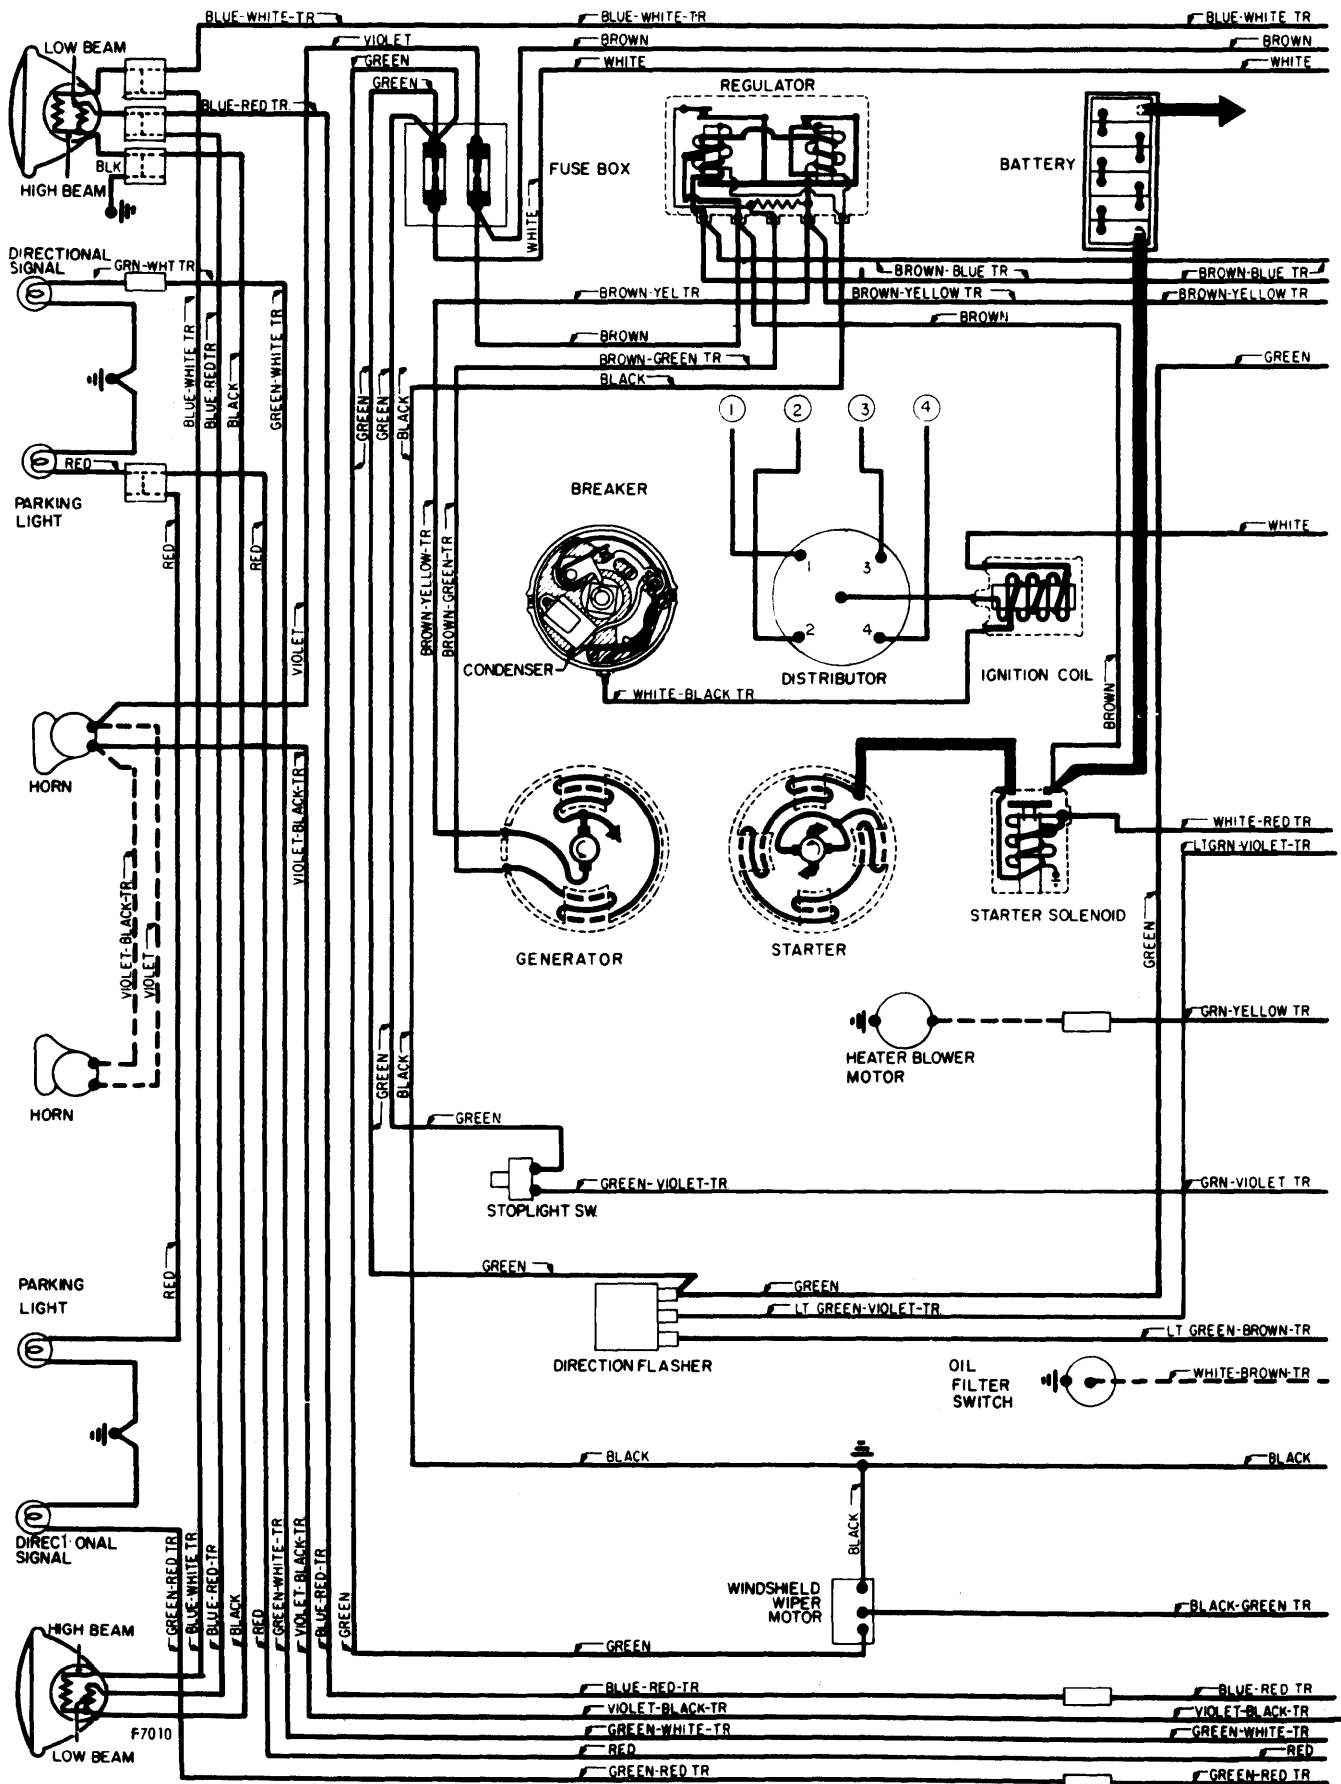 BLUE-WHITE-TR
BLUE-WHITE-TR
BLUE-WHITE TR
LOW BEAM
VIOLET
BROWN
BROWN
GREEN
WHITE
WHITE
GREEN
REGULATOR
BLUE-RED TR.
BLK
FUSE BOX
BATTERY
HIGH BEAM
WHITE
DIRECTIONAL
SIGNAL
GRN-WHT TR
BROWN-BLUE TR
BROWN-BLUE TR
BROWN-YEL TR
BROWN-YELLOW TR
BROWN-YELLOW TR
BROWN
BROWN
BROWN-GREEN TR
GREEN
BLACK
BLUE-WHITE TR
BLUE-RED TR
BLACK
GREEN-WHITE TR
GREEN
GREEN
BLACK
1
2
3
4
RED
PARKING
LIGHT
BREAKER
RED
RED
BROWN-YELLOW-TR
BROWN-GREEN-TR
WHITE
1
3
2
4
CONDENSER
DISTRIBUTOR
IGNITION COIL
VIOLET
WHITE-BLACK TR
BROWN
HORN
VIOLET-BLACK-TR
WHITE-RED TR
LTGRN-VIOLET-TR
VIOLET-BLACK-TR
VIOLET
STARTER SOLENOID
GENERATOR
STARTER
GREEN
GRN-YELLOW TR
HEATER BLOWER
MOTOR
GREEN
BLACK
HORN
GREEN
GREEN-VIOLET-TR
GRN-VIOLET TR
STOPLIGHT SW.
RED
GREEN
GREEN
PARKING
LIGHT
LT GREEN-VIOLET-TR.
LT GREEN-BROWN-TR
DIRECTION FLASHER
OIL
FILTER
SWITCH
WHITE-BROWN-TR
BLACK
BLACK
BLACK
DIRECTIONAL
SIGNAL
GREEN-RED TR
BLUE-WHITE TR
BLUE-RED-TR
BLACK
RED
GREEN-WHITE-TR
VIOLET-BLACK-TR
BLUE-RED-TR
GREEN
WINDSHIELD
WIPER
MOTOR
BLACK-GREEN TR
HIGH BEAM
GREEN
BLUE-RED-TR
BLUE-RED TR
VIOLET-BLACK-TR
VIOLET-BLACK-TR
F7010
GREEN-WHITE-TR
GREEN-WHITE-TR
LOW BEAM
RED
RED
GREEN-RED TR
GREEN-RED TR